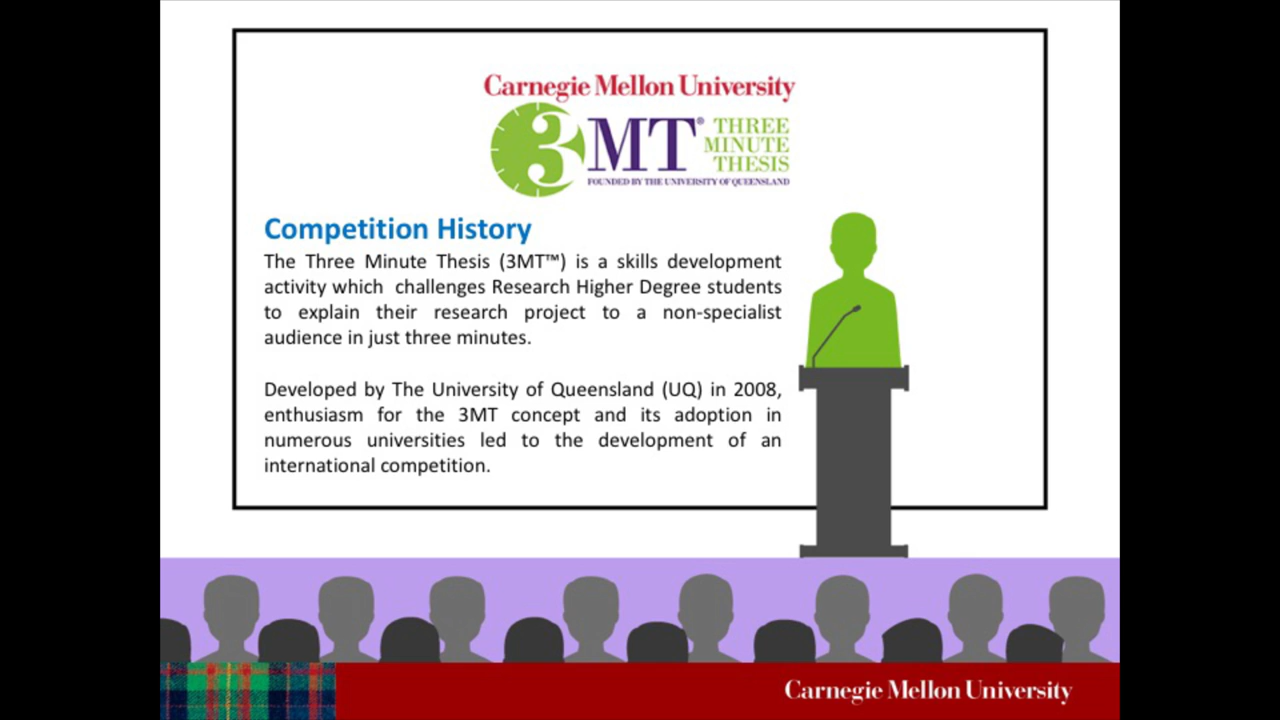 Carnegie Mellon University
3MT® THREE
MINUTE
THESIS
FOUNDED BY THE UNIVERSITY OF QUEENSLAND
Competition History
The Three Minute Thesis (3MT™) is a skills development
activity which challenges Research Higher Degree students
to explain their research project to a non-specialist
audience in just three minutes.
Developed by The University of Queensland (UQ) in 2008,
enthusiasm for the 3MT concept and its adoption in
numerous universities led to the development of an
international competition.
Carnegie Mellon University